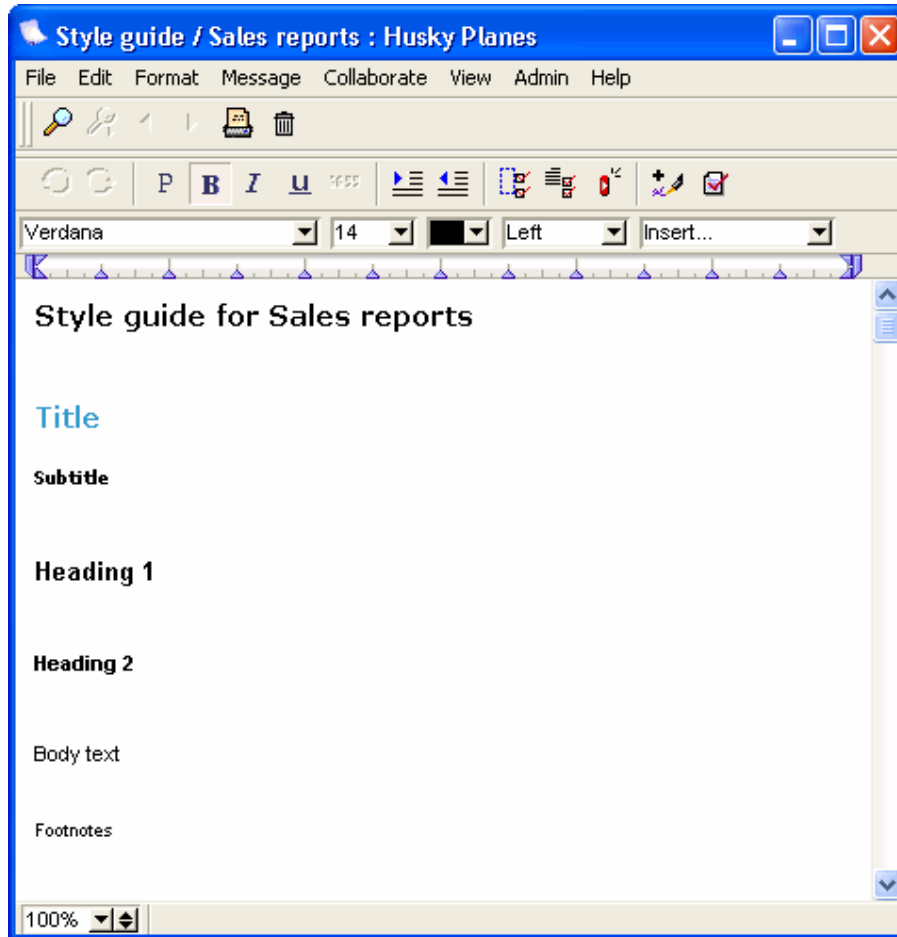 Style guide / Sales reports : Husky Planes
File Edit Format Message Collaborate View Admin Help
P B I u
Verdana 14 Left Insert...
Style guide for Sales reports
Title
Subtitle
Heading 1
Heading 2
Body text
Footnotes
100%